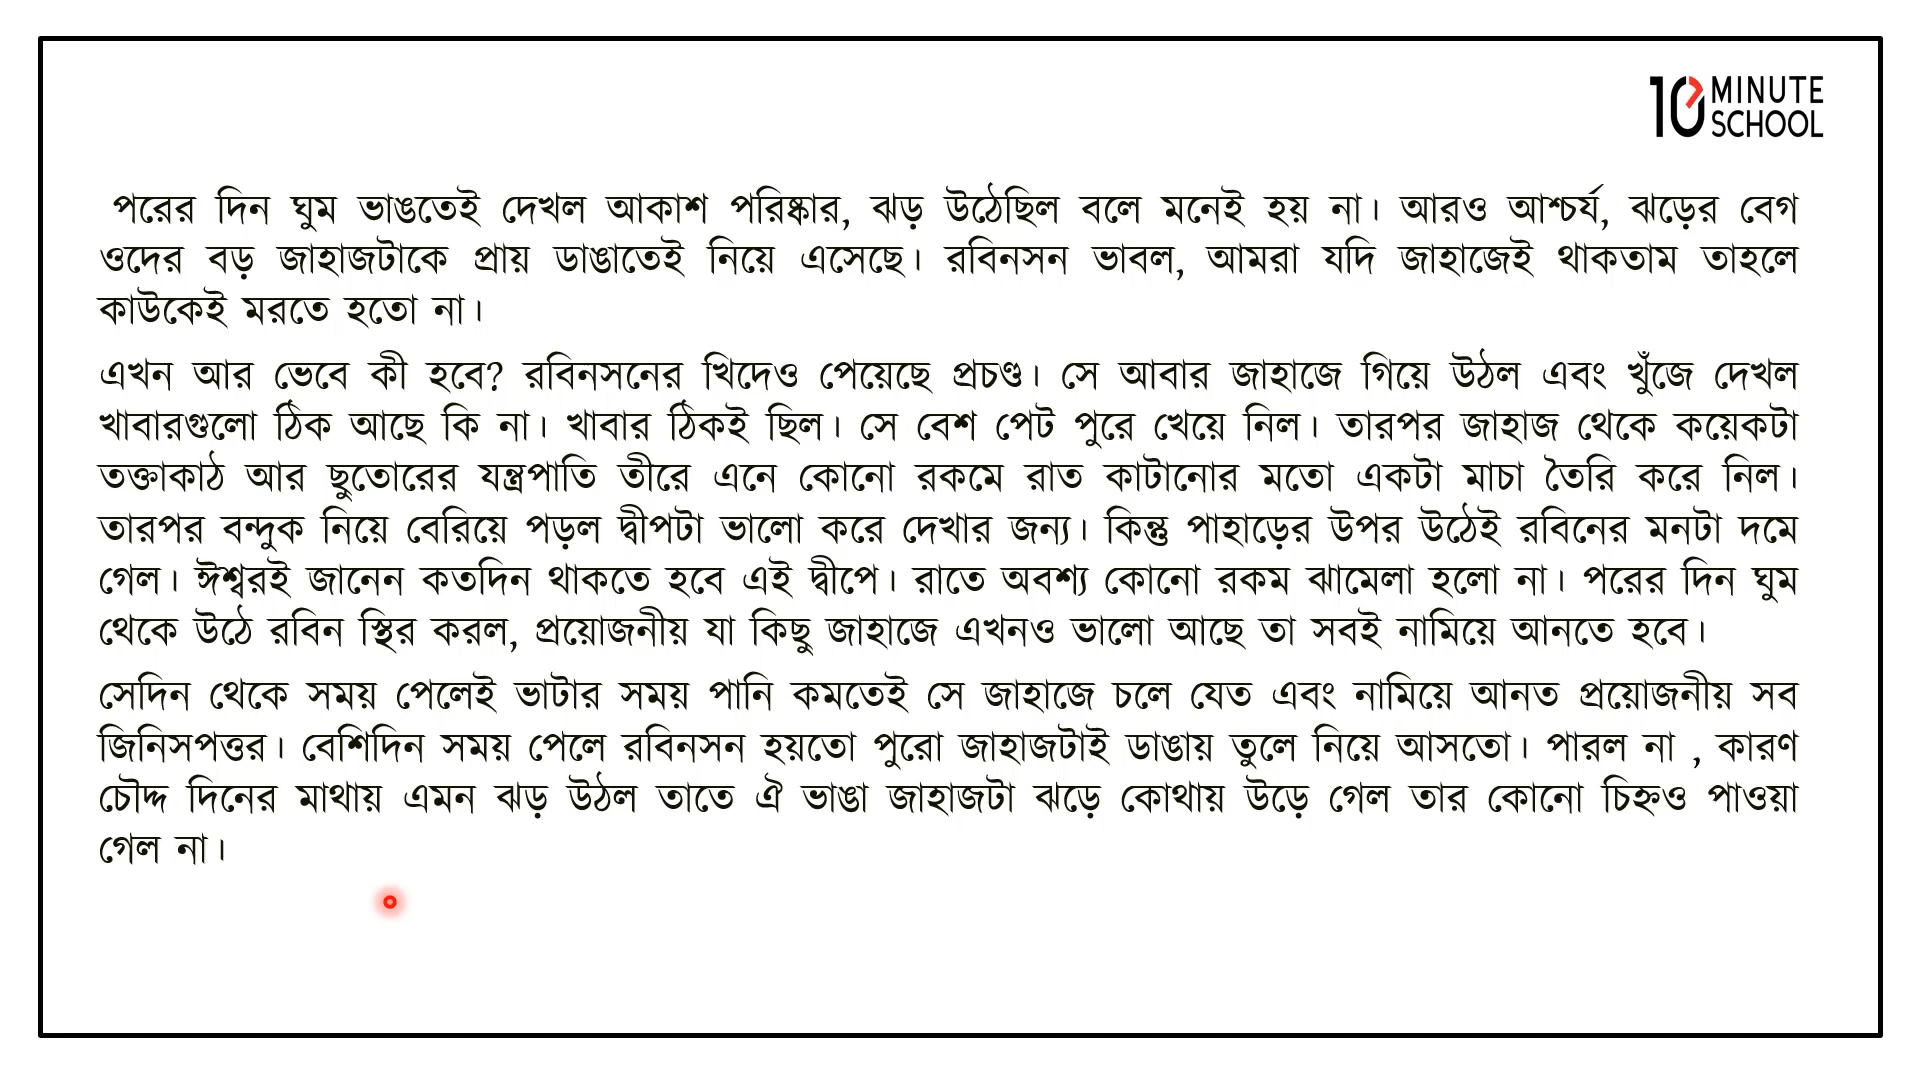 10 MINUTE
SCHOOL
পরের দিন ঘুম ভাঙতেই দেখল আকাশ পরিষ্কার, ঝড় উঠেছিল বলে মনেই হয় না। আরও আশ্চর্য, ঝড়ের বেগ
ওদের বড় জাহাজটাকে প্রায় ডাঙাতেই নিয়ে এসেছে। রবিনসন ভাবল, আমরা যদি জাহাজেই থাকতাম তাহলে
কাউকেই মরতে হতো না।
এখন আর ভেবে কী হবে? রবিনসনের খিদেও পেয়েছে প্রচণ্ড। সে আবার জাহাজে গিয়ে উঠল এবং খুঁজে দেখল
খাবারগুলো ঠিক আছে কি না। খাবার ঠিকই ছিল। সে বেশ পেট পুরে খেয়ে নিল। তারপর জাহাজ থেকে কয়েকটা
তক্তাকাঠ আর ছুতোরের যন্ত্রপাতি তীরে এনে কোনো রকমে রাত কাটানোর মতো একটা মাচা তৈরি করে নিল।
তারপর বন্দুক নিয়ে বেরিয়ে পড়ল দ্বীপটা ভালো করে দেখার জন্য। কিন্তু পাহাড়ের উপর উঠেই রবিনের মনটা দমে
গেল। ঈশ্বরই জানেন কতদিন থাকতে হবে এই দ্বীপে। রাতে অবশ্য কোনো রকম ঝামেলা হলো না। পরের দিন ঘুম
থেকে উঠে রবিন স্থির করল, প্রয়োজনীয় যা কিছু জাহাজে এখনও ভালো আছে তা সবই নামিয়ে আনতে হবে।
সেদিন থেকে সময় পেলেই ভাটার সময় পানি কমতেই সে জাহাজে চলে যেত এবং নামিয়ে আনত প্রয়োজনীয় সব
জিনিসপত্তর। বেশিদিন সময় পেলে রবিনসন হয়তো পুরো জাহাজটাই ডাঙায় তুলে নিয়ে আসতো। পারল না , কারণ
চৌদ্দ দিনের মাথায় এমন ঝড় উঠল তাতে ঐ ভাঙা জাহাজটা ঝড়ে কোথায় উড়ে গেল তার কোনো চিহ্নও পাওয়া
গেল না।